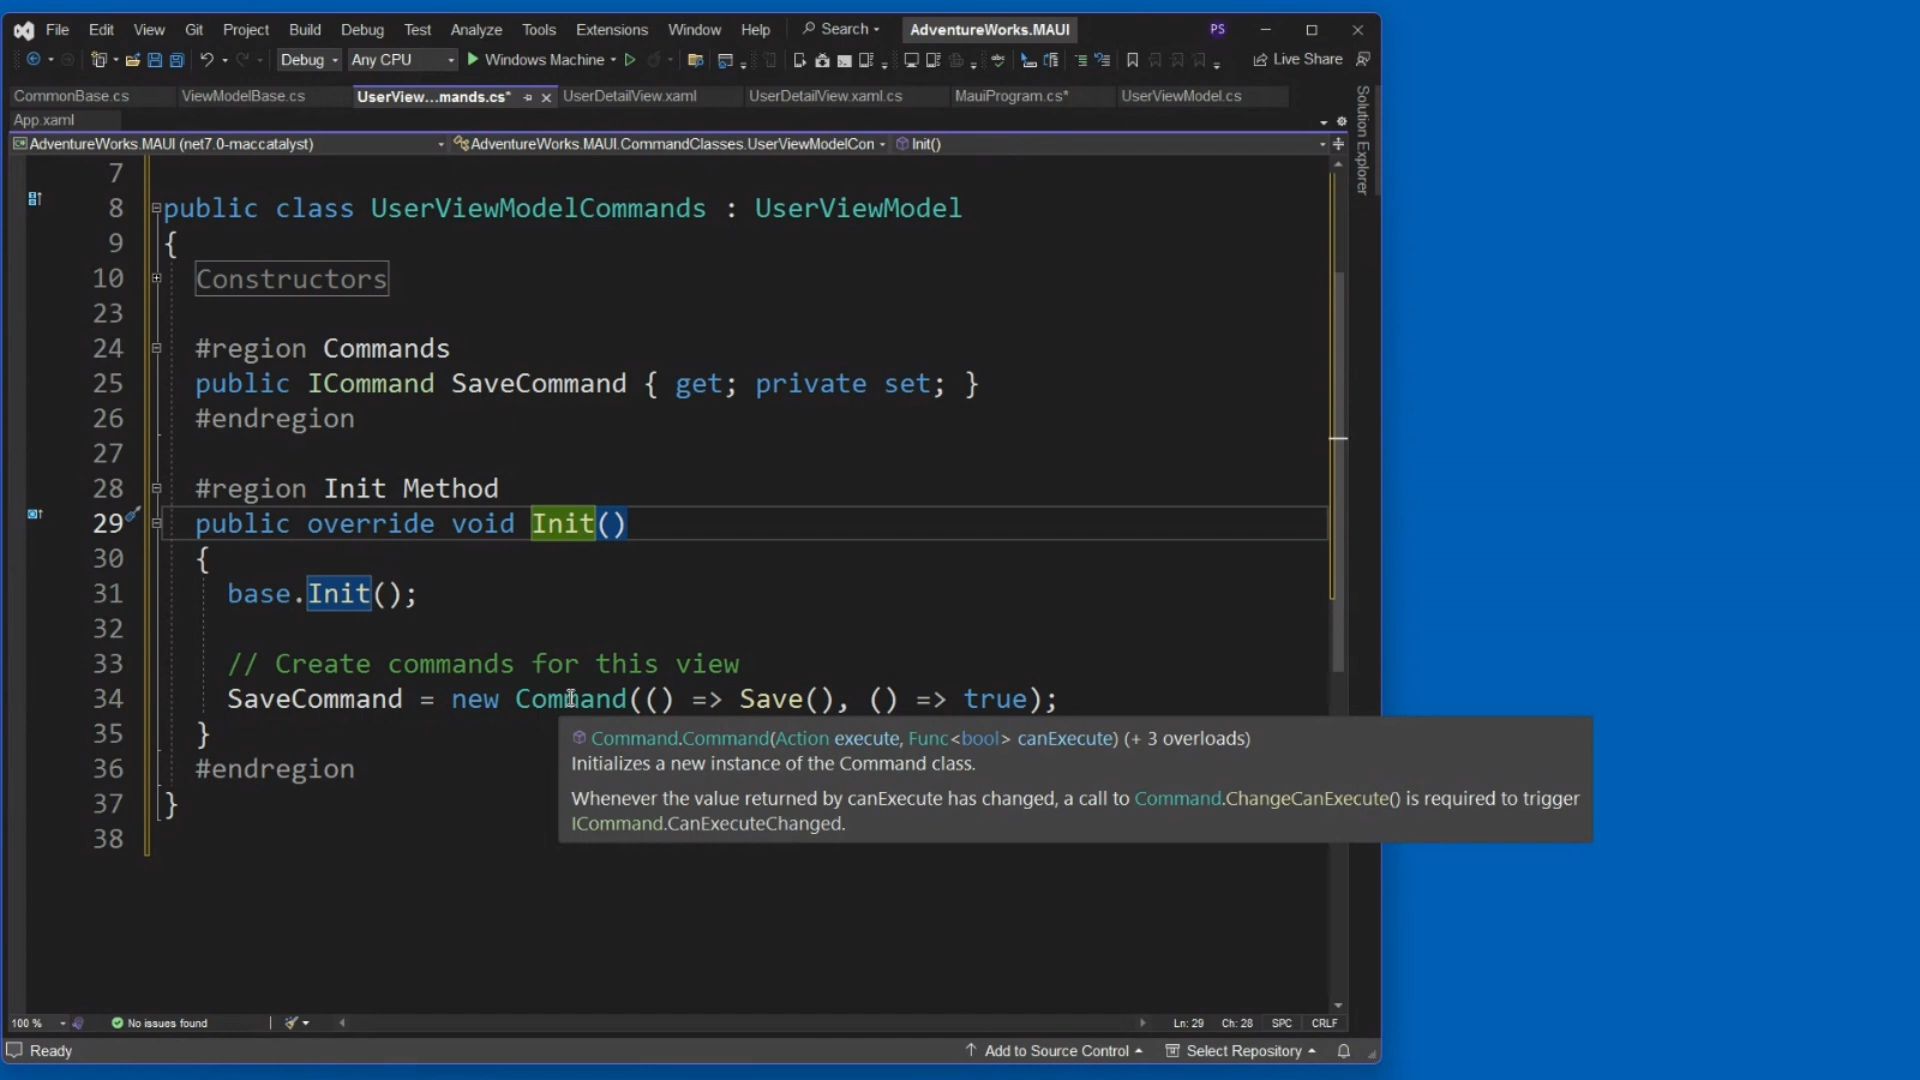 File Edit View Git Project Build Debug Test Analyze Tools Extensions Window Help Search AdventureWorks.MAUI PS
Debug Any CPU Windows Machine Live Share
CommonBase.cs ViewModelBase.cs UserView...mands.cs* UserDetailView.xaml UserDetailView.xaml.cs MauiProgram.cs* UserViewModel.cs
App.xaml
AdventureWorks.MAUI (net7.0-maccatalyst) AdventureWorks.MAUI.CommandClasses.UserViewModelCon Init()
Solution Explorer
7
8 public class UserViewModelCommands : UserViewModel
9 {
10 Constructors
23
24 #region Commands
25 public ICommand SaveCommand { get; private set; }
26 #endregion
27
28 #region Init Method
29 public override void Init()
30 {
31 base.Init();
32
33 // Create commands for this view
34 SaveCommand = new Command(() => Save(), () => true);
35 }
36 #endregion
37 }
38
Command.Command(Action execute, Func<bool> canExecute) (+ 3 overloads)
Initializes a new instance of the Command class.
Whenever the value returned by canExecute has changed, a call to Command.ChangeCanExecute() is required to trigger
ICommand.CanExecuteChanged.
100 % No issues found Ln: 29 Ch: 28 SPC CRLF
Ready Add to Source Control Select Repository